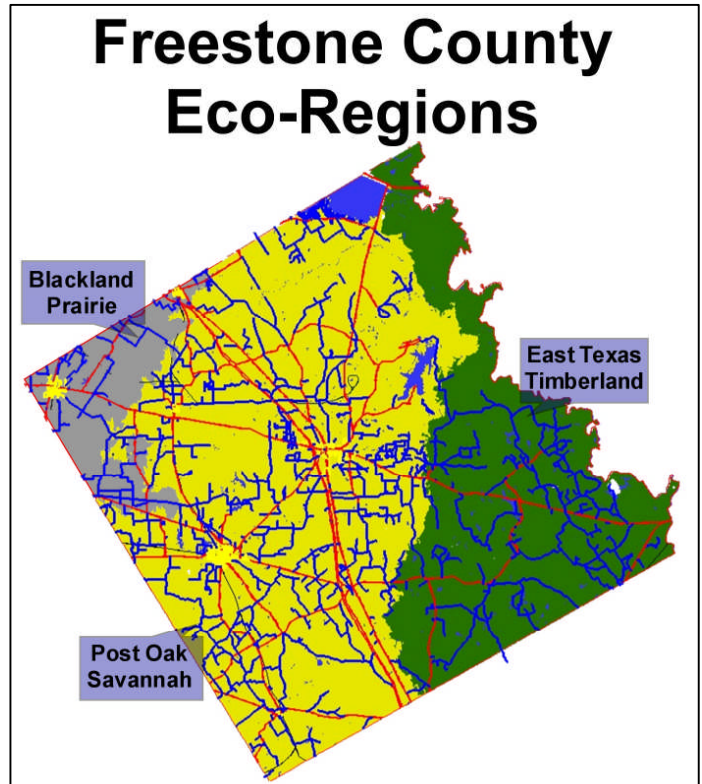 Freestone County
Eco-Regions
Blackland
Prairie
East Texas
Timberland
Post Oak
Savannah